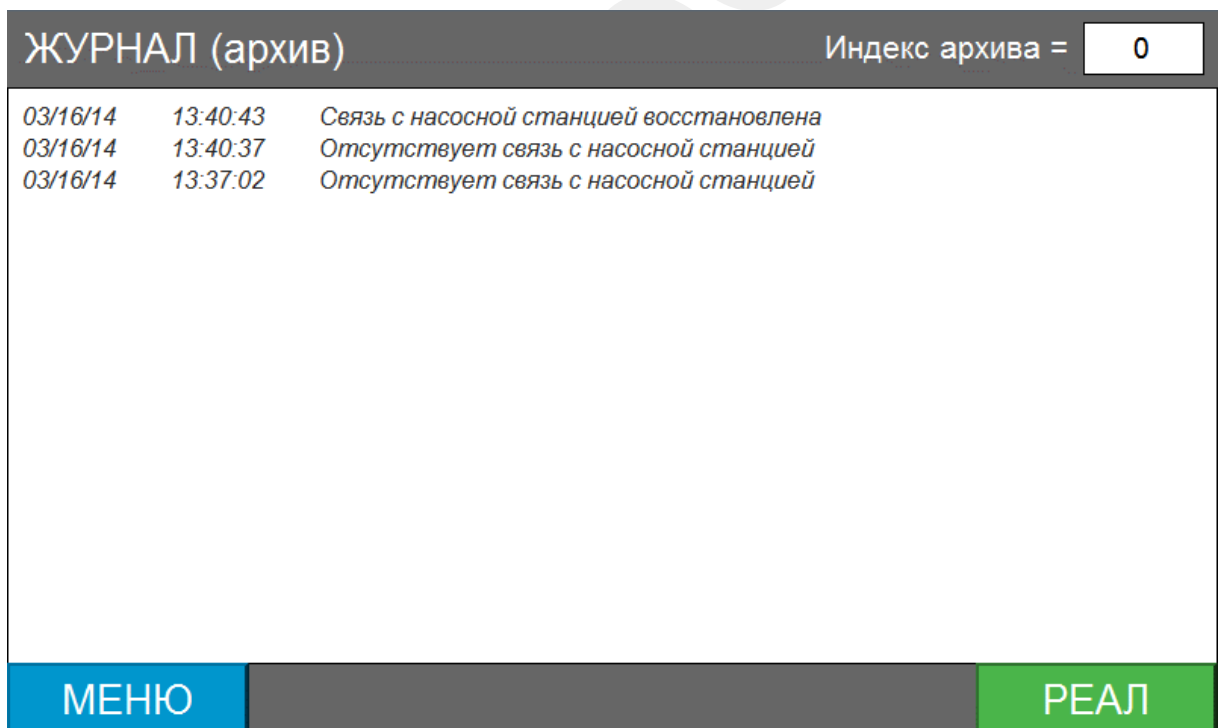 ЖУРНАЛ (архив) Индекс архива = 0
03/16/14 13:40:43 Связь с насосной станцией восстановлена
03/16/14 13:40:37 Отсутствует связь с насосной станцией
03/16/14 13:37:02 Отсутствует связь с насосной станцией
МЕНЮ РЕАЛ